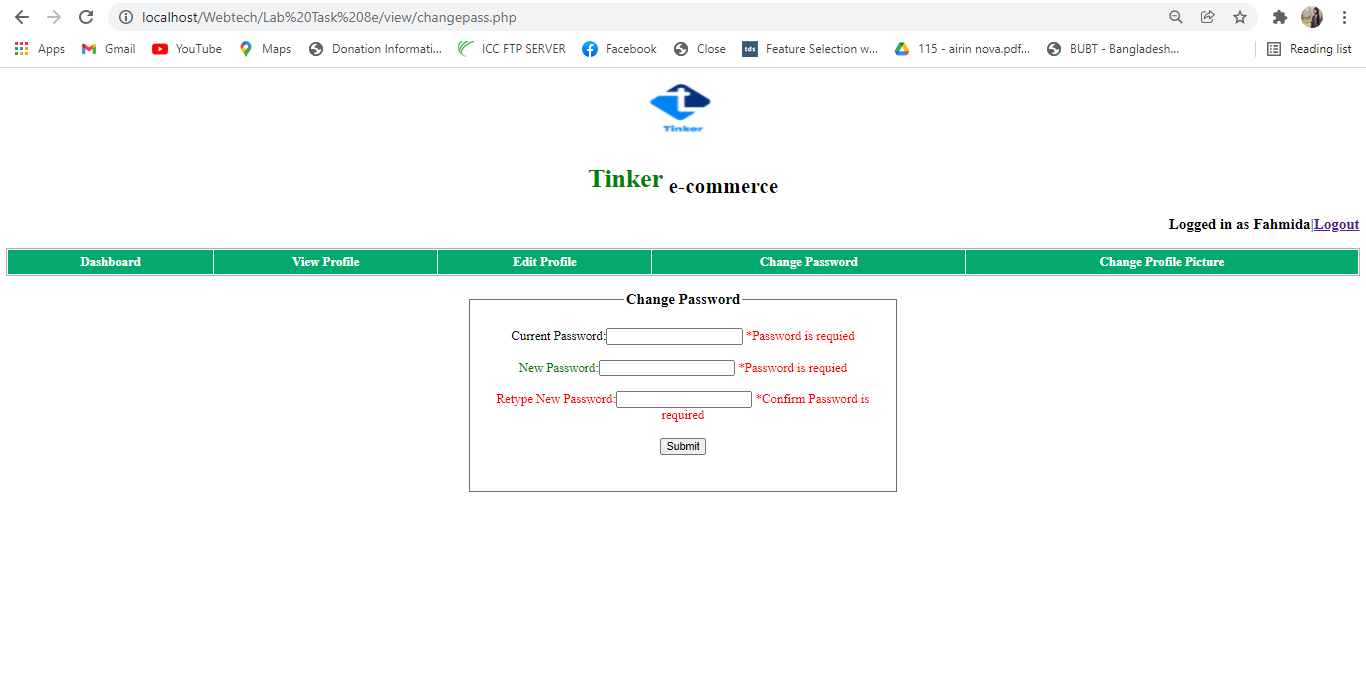 localhost/Webtech/Lab%20Task%208e/view/changepass.php
Apps Gmail YouTube Maps Donation Informati... ICC FTP SERVER Facebook Close tds Feature Selection w... 115 - airin nova.pdf... BUBT - Bangladesh... Reading list
t
Tinker
Tinker e-commerce
Logged in as Fahmida|Logout
Dashboard View Profile Edit Profile Change Password Change Profile Picture
Change Password
Current Password: *Password is requied
New Password: *Password is requied
Retype New Password: *Confirm Password is
required
Submit